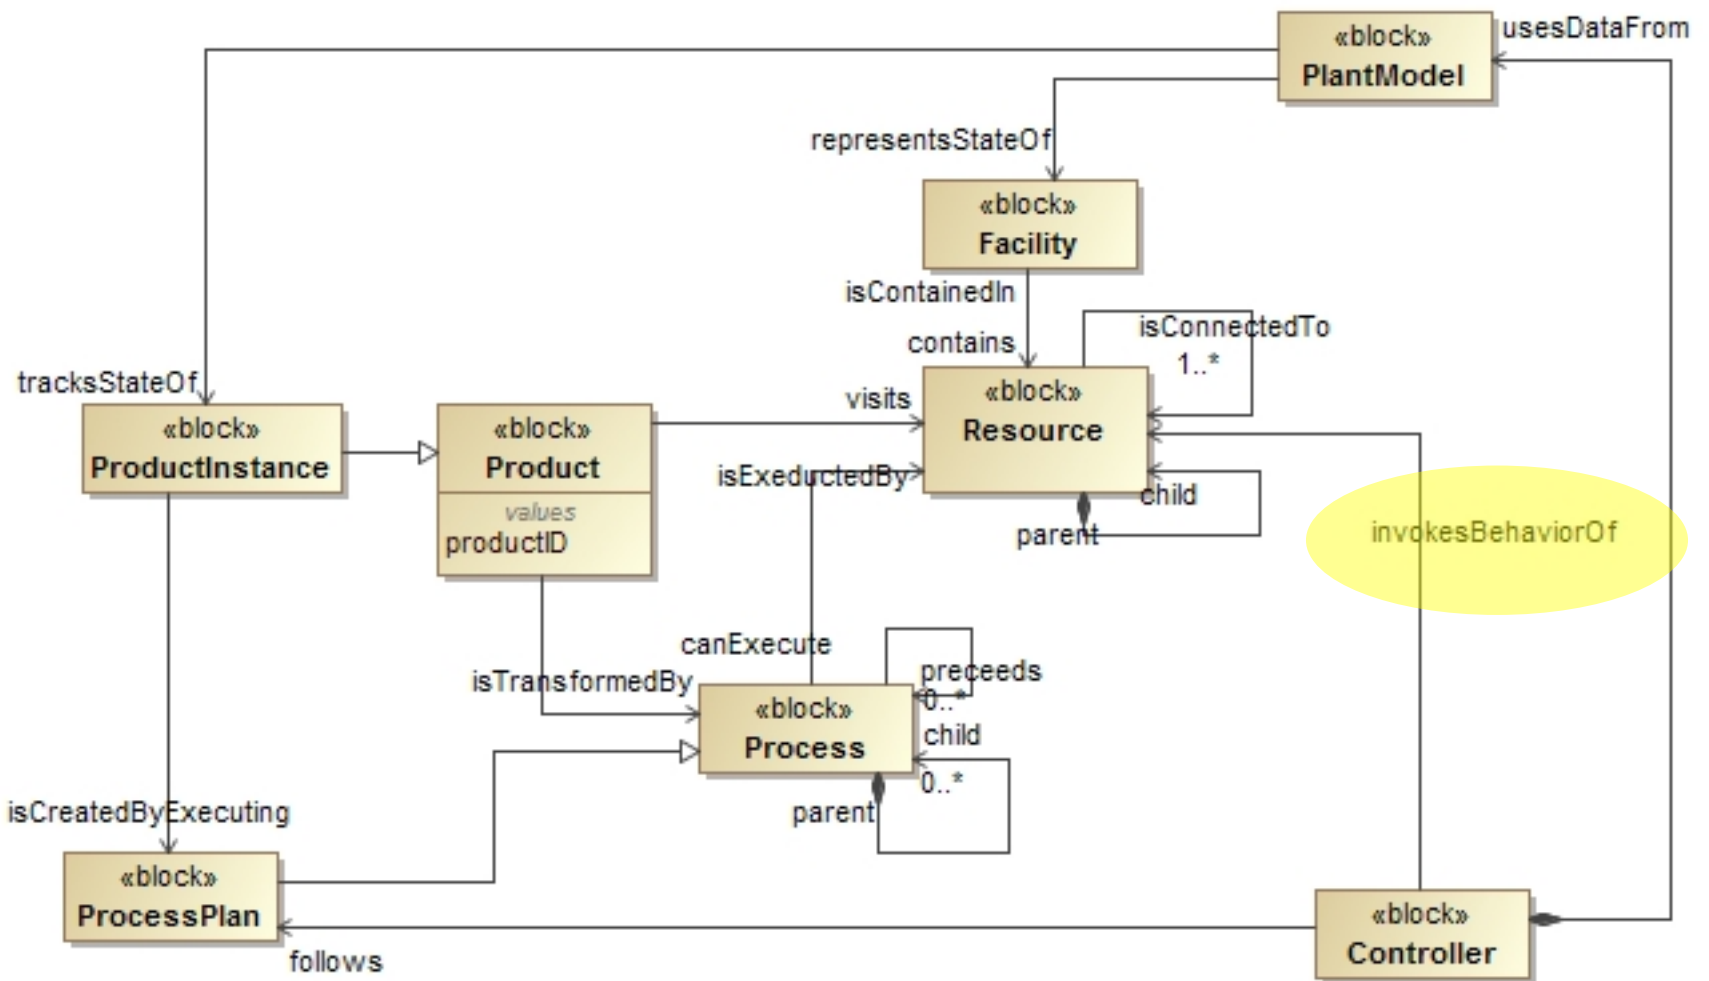 «block»
PlantModel
usesDataFrom
representsStateOf
«block»
Facility
isContainedIn
contains
isConnectedTo
1..*
tracksStateOf
«block»
ProductInstance
«block»
Product
values
productID
visits
«block»
Resource
isExeductedBy
child
parent
invokesBehaviorOf
canExecute
isTransformedBy
preceeds
0..*
«block»
Process
child
0..*
parent
isCreatedByExecuting
«block»
ProcessPlan
follows
«block»
Controller